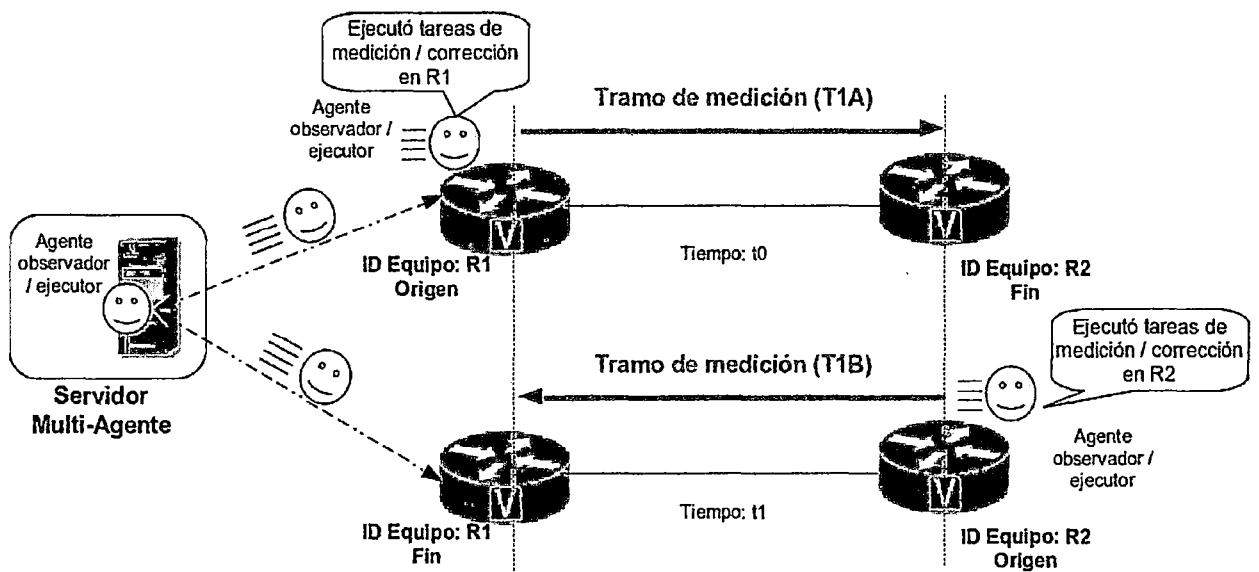 Ejecutó tareas de
medición / corrección
en R1
Agente
observador /
ejecutor
Tramo de medición (T1A)
Agente
observador
/ ejecutor
V
V
ID Equipo: R1
Origen
Tiempo: t0
ID Equipo: R2
Fin
Servidor
Multi-Agente
Tramo de medición (T1B)
Ejecutó tareas de
medición / corrección
en R2
Agente
observador /
ejecutor
V
V
ID Equipo: R1
Fin
Tiempo: t1
ID Equipo: R2
Origen